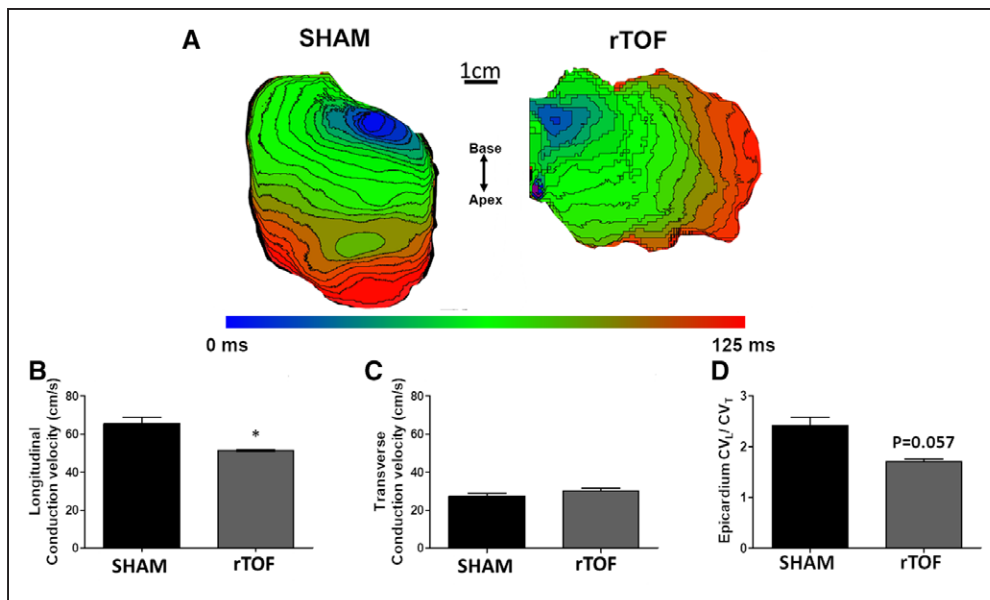 A
SHAM
rTOF
1cm
Base
Apex
0 ms
125 ms
B
Longitudinal
Conduction velocity (cm/s)
80
60
40
20
0
*
SHAM
rTOF
C
Transverse
Conduction velocity (cm/s)
80
60
40
20
0
SHAM
rTOF
D
Epicardium CVL/ CVT
3
2
1
0
P=0.057
SHAM
rTOF